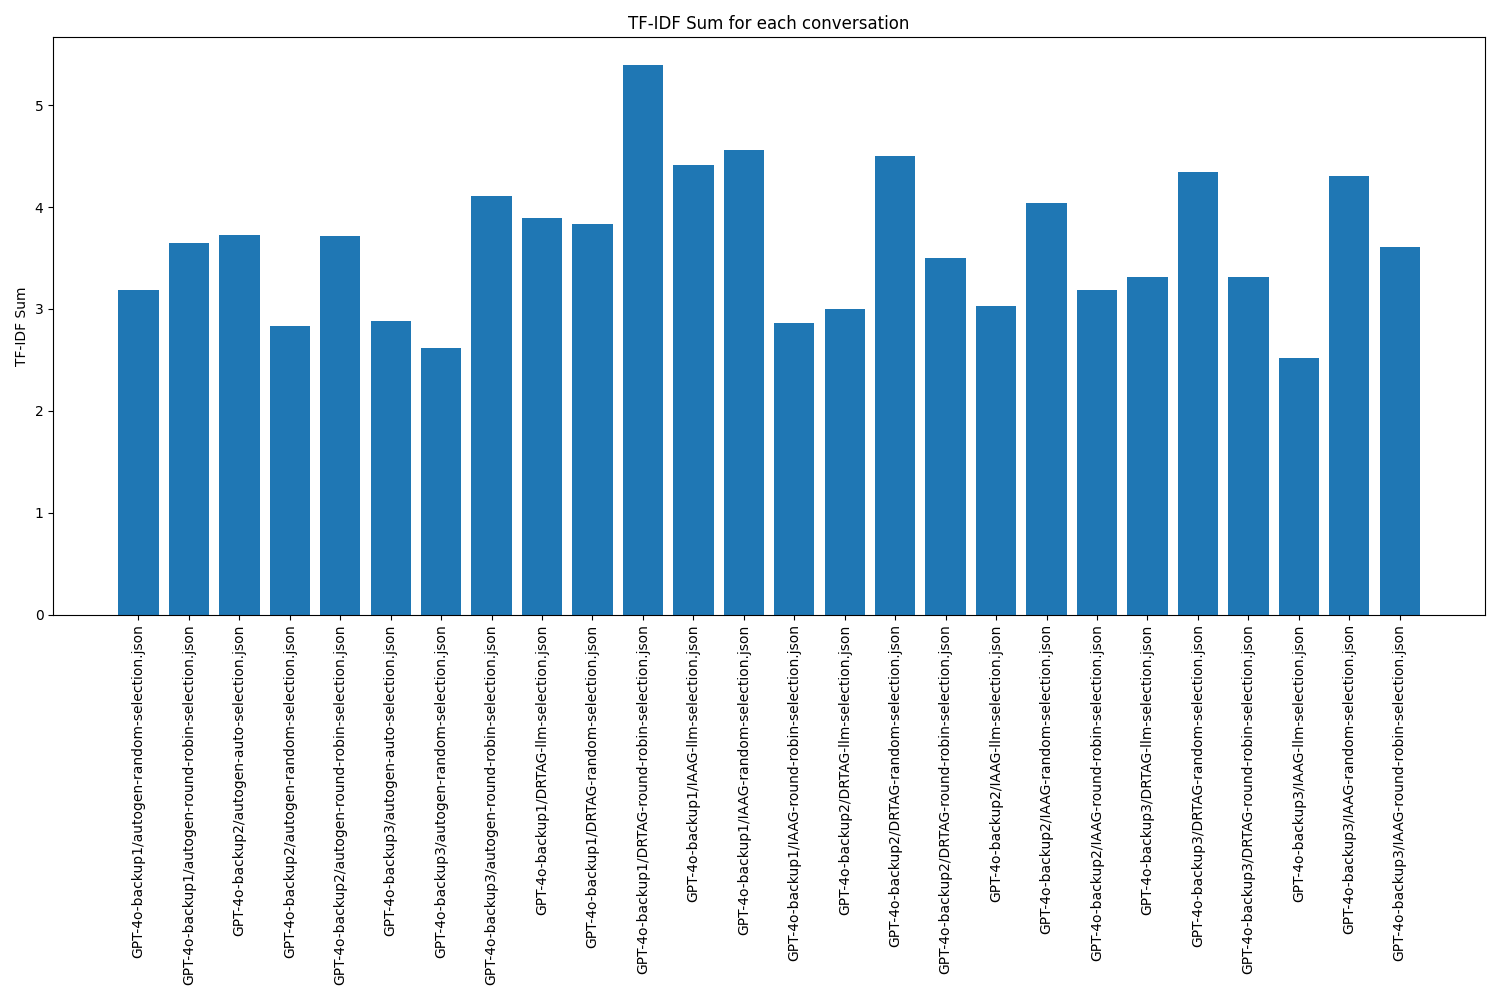 TF-IDF Sum for each conversation
TF-IDF Sum
5
4
3
2
1
0
GPT-4o-backup1/autogen-random-selection.json
GPT-4o-backup1/autogen-round-robin-selection.json
GPT-4o-backup2/autogen-auto-selection.json
GPT-4o-backup2/autogen-random-selection.json
GPT-4o-backup2/autogen-round-robin-selection.json
GPT-4o-backup3/autogen-auto-selection.json
GPT-4o-backup3/autogen-random-selection.json
GPT-4o-backup3/autogen-round-robin-selection.json
GPT-4o-backup1/DRTAG-llm-selection.json
GPT-4o-backup1/DRTAG-random-selection.json
GPT-4o-backup1/DRTAG-round-robin-selection.json
GPT-4o-backup1/IAAG-llm-selection.json
GPT-4o-backup1/IAAG-random-selection.json
GPT-4o-backup1/IAAG-round-robin-selection.json
GPT-4o-backup2/DRTAG-llm-selection.json
GPT-4o-backup2/DRTAG-random-selection.json
GPT-4o-backup2/DRTAG-round-robin-selection.json
GPT-4o-backup2/IAAG-llm-selection.json
GPT-4o-backup2/IAAG-random-selection.json
GPT-4o-backup2/IAAG-round-robin-selection.json
GPT-4o-backup3/DRTAG-llm-selection.json
GPT-4o-backup3/DRTAG-random-selection.json
GPT-4o-backup3/DRTAG-round-robin-selection.json
GPT-4o-backup3/IAAG-llm-selection.json
GPT-4o-backup3/IAAG-random-selection.json
GPT-4o-backup3/IAAG-round-robin-selection.json